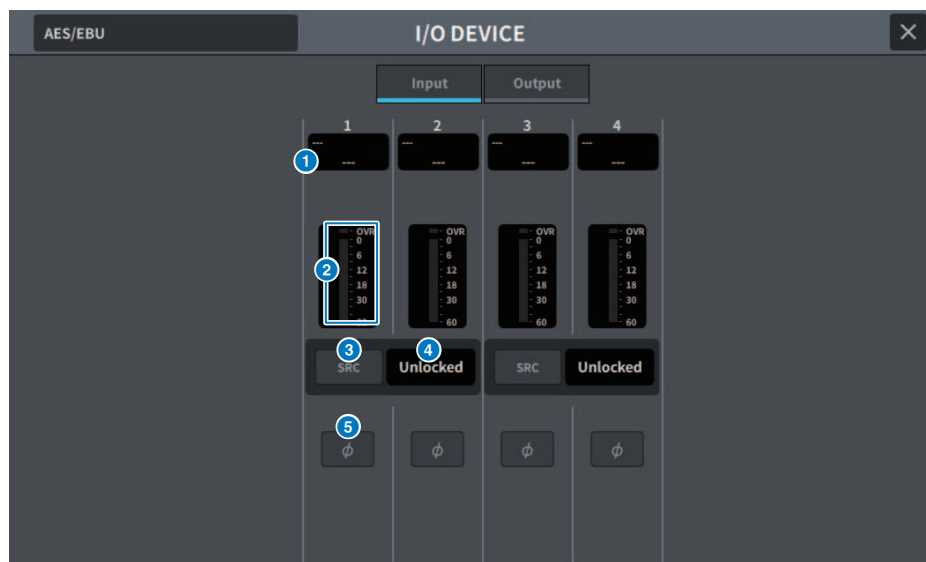 AES/EBU I/O DEVICE ×
Input Output
1 2 3 4
--- --- --- ---
1 --- --- --- ---
OVR OVR OVR OVR
0 0 0 0
6 6 6 6
2 12 12 12 12
18 18 18 18
30 30 30 30
60 60 60 60
3 4
SRC Unlocked SRC Unlocked
5
ϕ ϕ ϕ ϕ